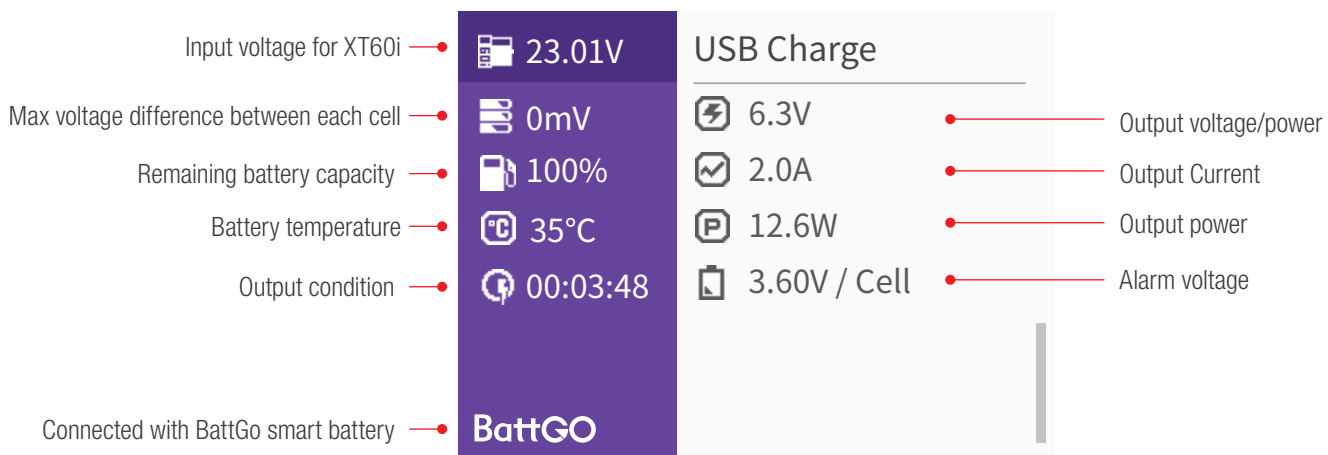 Input voltage for XT60i
Max voltage difference between each cell
Remaining battery capacity
Battery temperature
Output condition
Connected with BattGo smart battery
23.01V
0mV
100%
°C 35°C
00:03:48
BattGO
USB Charge
6.3V
2.0A
P 12.6W
3.60V / Cell
Output voltage/power
Output Current
Output power
Alarm voltage